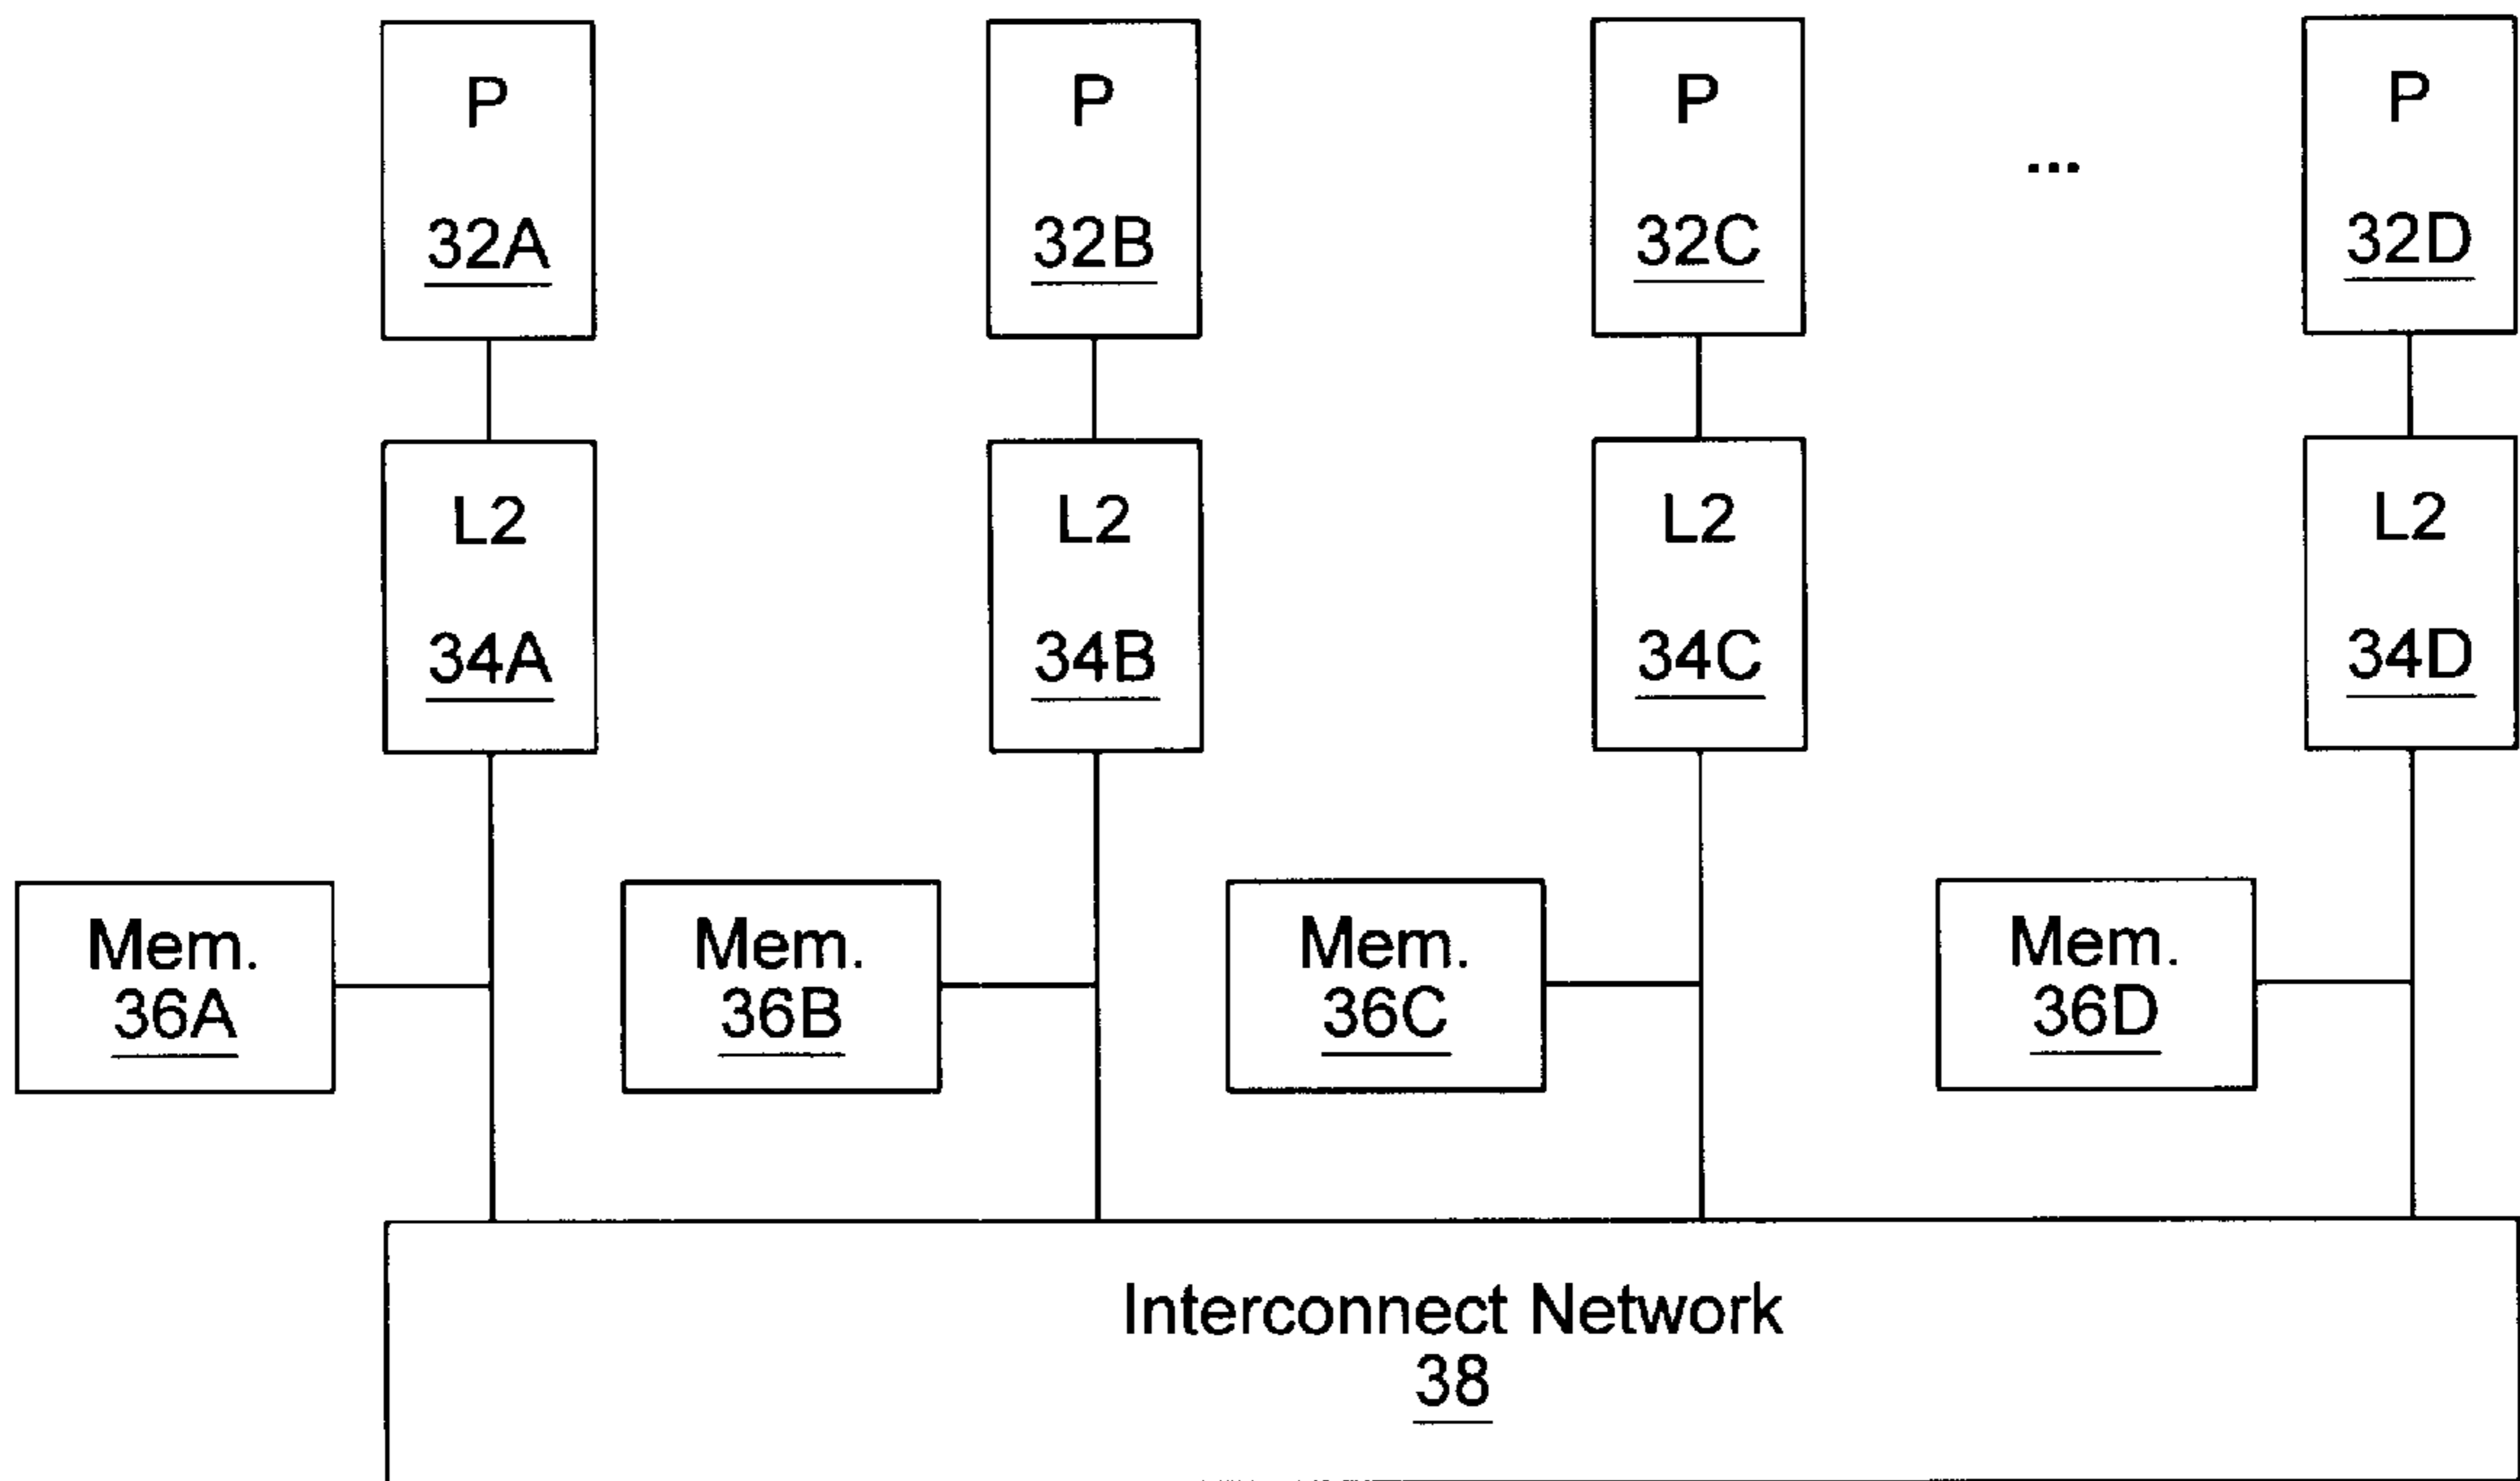 P
32A
P
32B
P
32C
...
P
32D
L2
34A
L2
34B
L2
34C
L2
34D
Mem.
36A
Mem.
36B
Mem.
36C
Mem.
36D
Interconnect Network
38